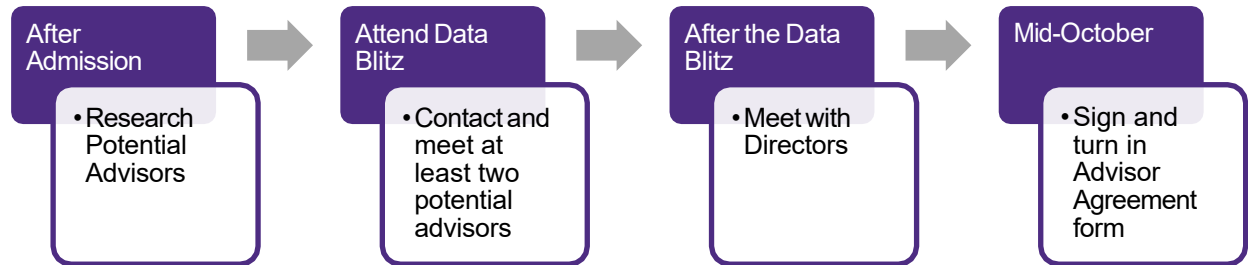 After
Admission
•Research
Potential
Advisors
Attend Data
Blitz
•Contact and
meet at
least two
potential
advisors
After the Data
Blitz
•Meet with
Directors
Mid-October
•Sign and
turn in
Advisor
Agreement
form